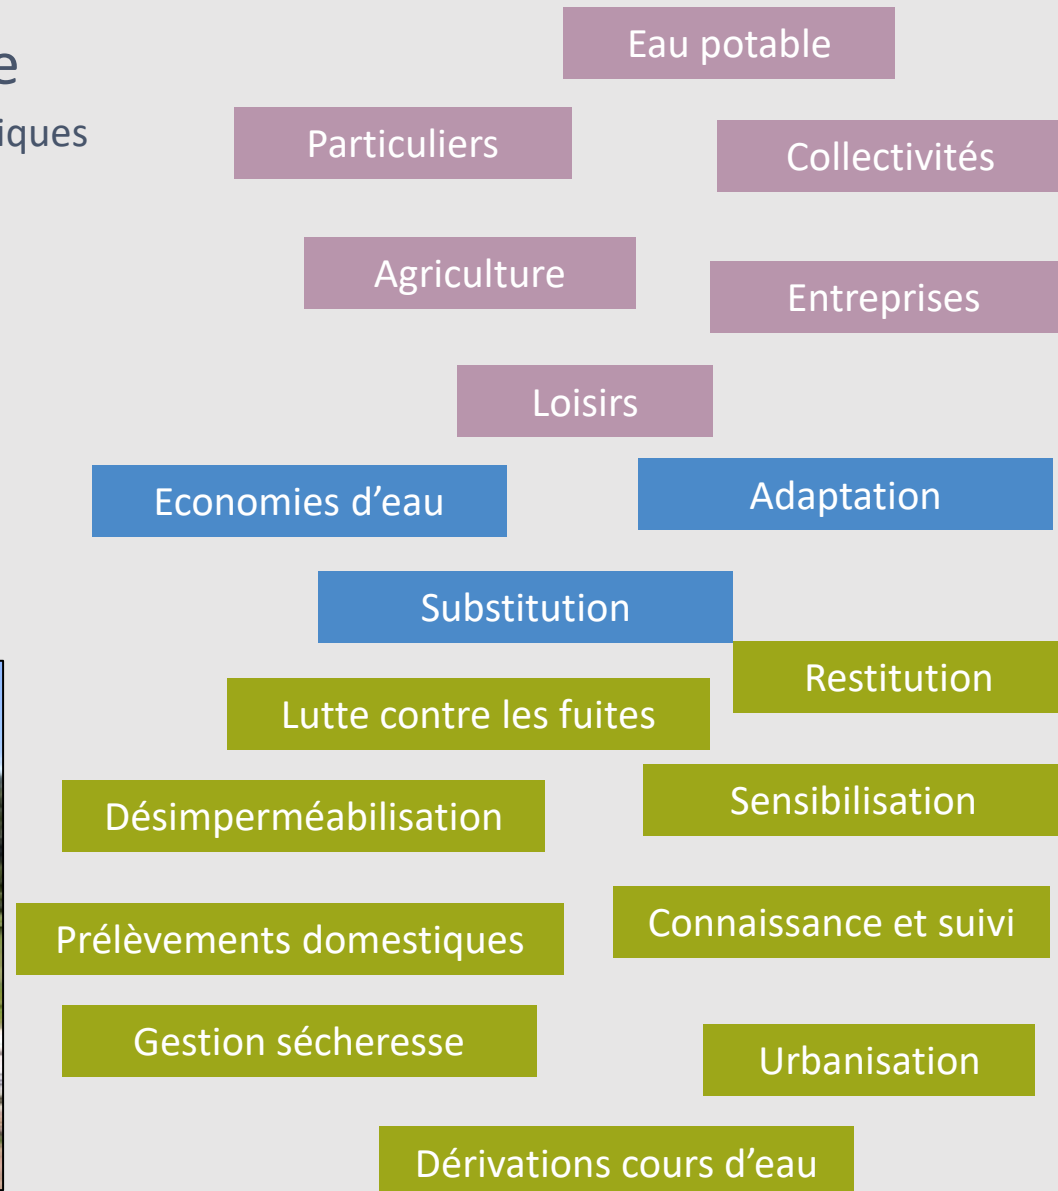 e
iques
Eau potable
Particuliers
Collectivités
Agriculture
Entreprises
Loisirs
Economies d’eau
Adaptation
Substitution
Restitution
Lutte contre les fuites
Sensibilisation
Désimperméabilisation
Connaissance et suivi
Prélèvements domestiques
Gestion sécheresse
Urbanisation
Dérivations cours d’eau